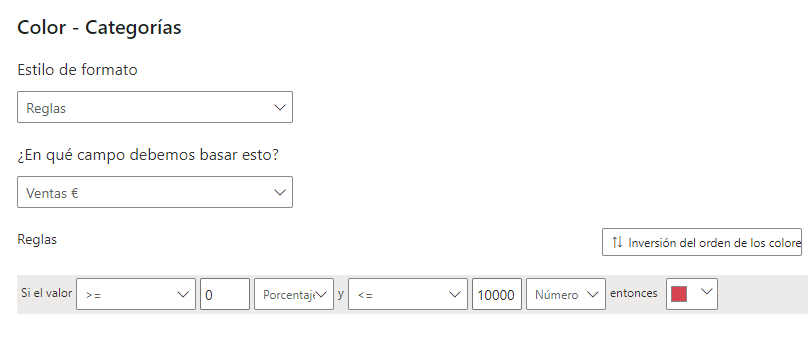 Color - Categorías
Estilo de formato
Reglas
¿En qué campo debemos basar esto?
Ventas €
Reglas
Inversión del orden de los colore
Si el valor >= 0 Porcentaje y <= 10000 Número entonces